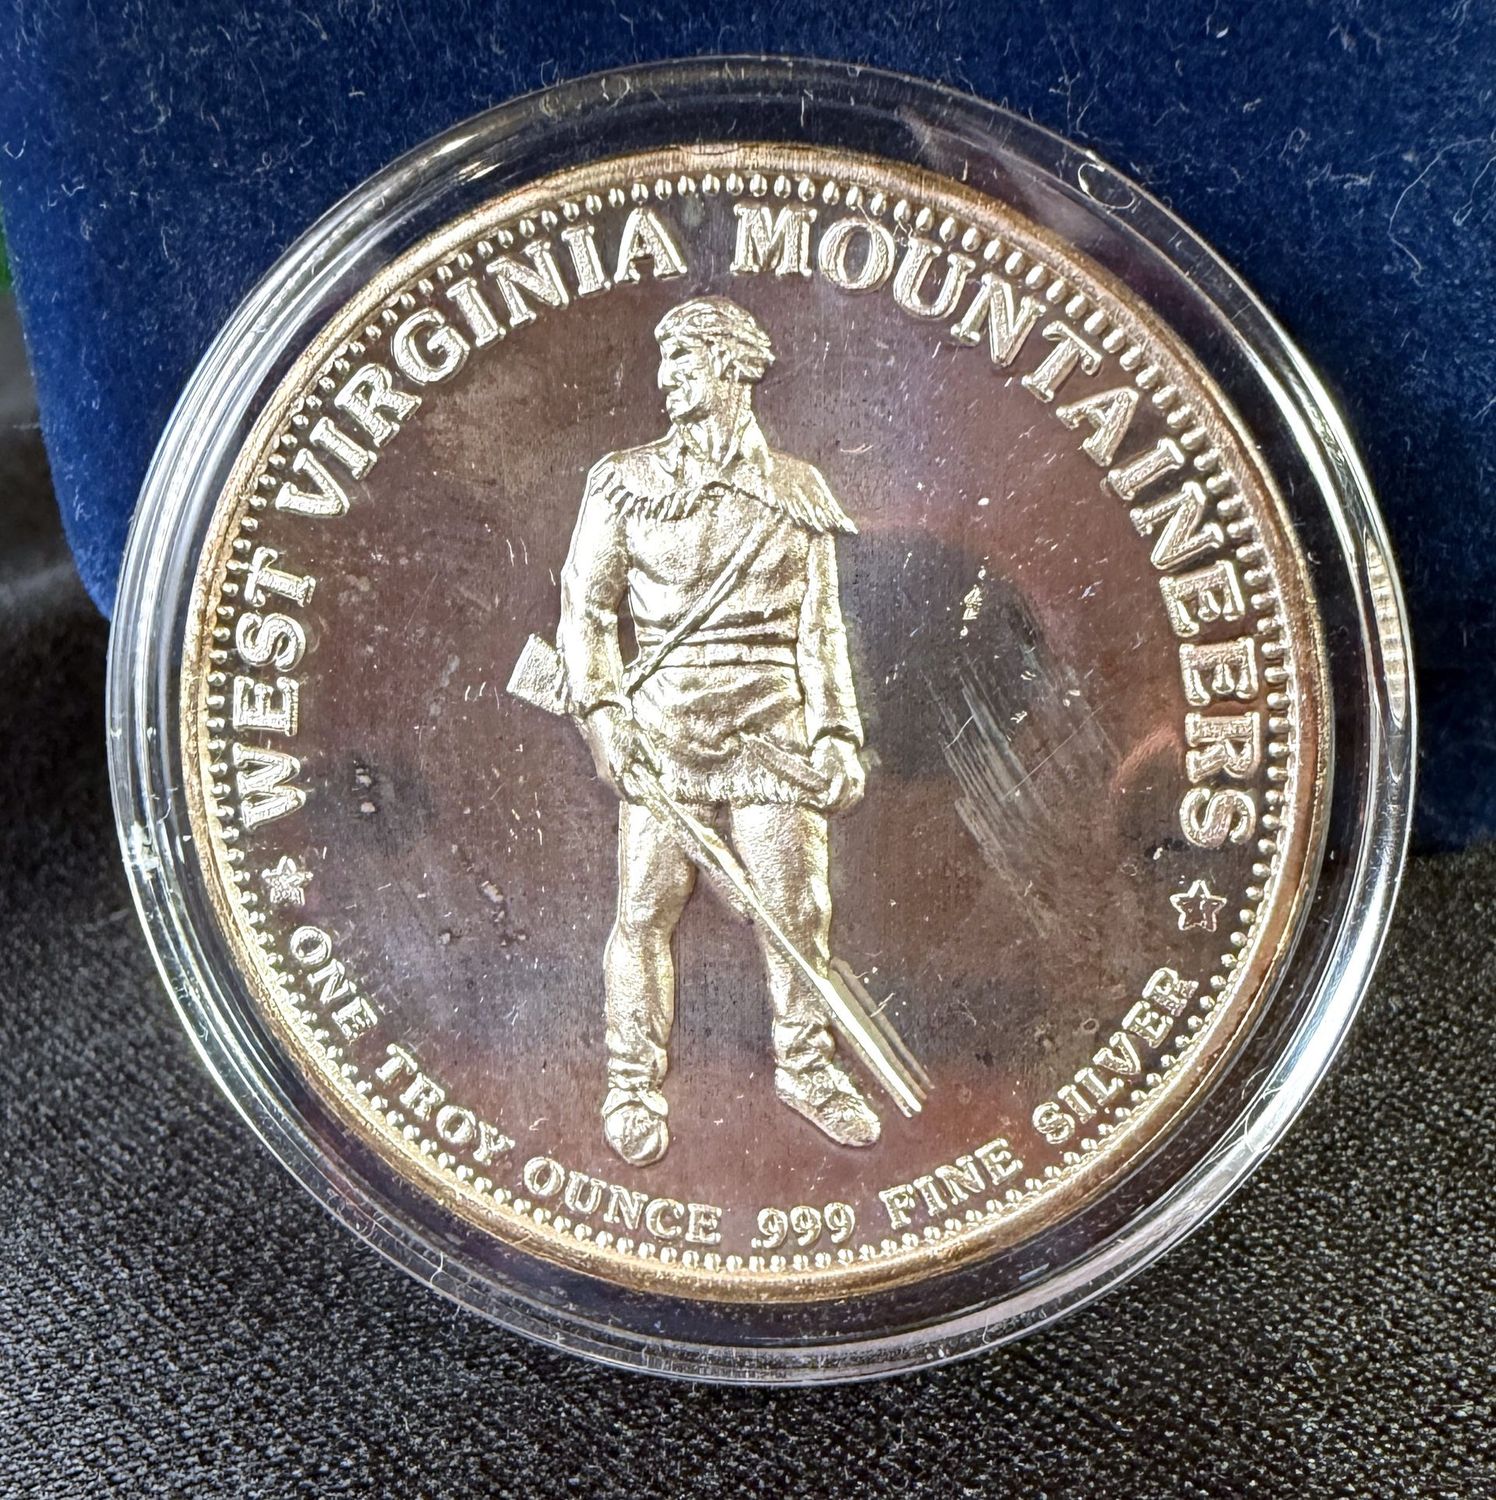 WEST VIRGINIA MOUNTAINEERS
ONE TROY OUNCE .999 FINE SILVER